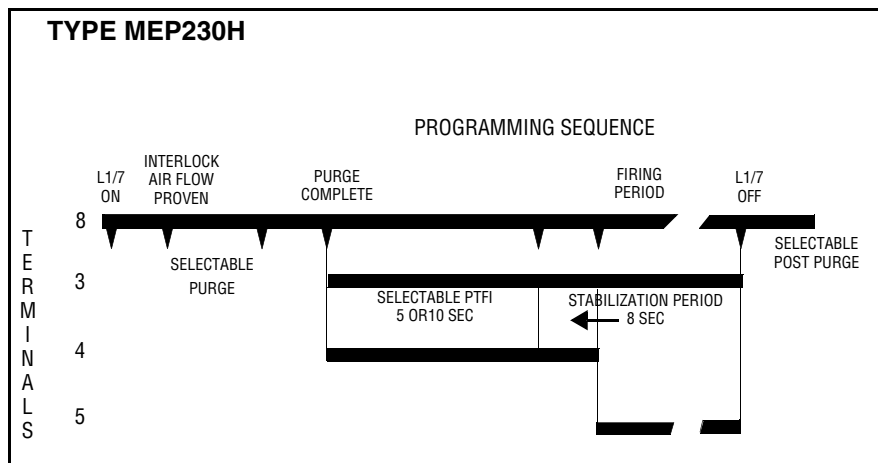 TYPE MEP230H
PROGRAMMING SEQUENCE
L1/7
ON
INTERLOCK
AIR FLOW
PROVEN
PURGE
COMPLETE
FIRING
PERIOD
L1/7
OFF
TERMINALS
8
SELECTABLE
PURGE
SELECTABLE
POST PURGE
3
SELECTABLE PTFI
5 OR10 SEC
STABILIZATION PERIOD
8 SEC
4
5